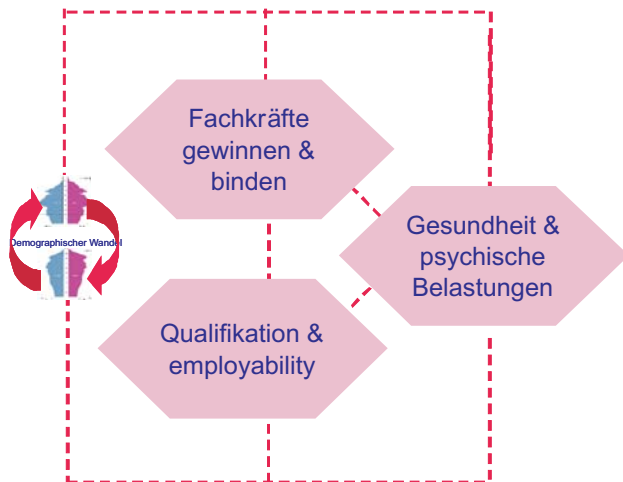 Fachkräfte
gewinnen &
binden
Demographischer Wandel
Gesundheit &
psychische
Belastungen
Qualifikation &
employability